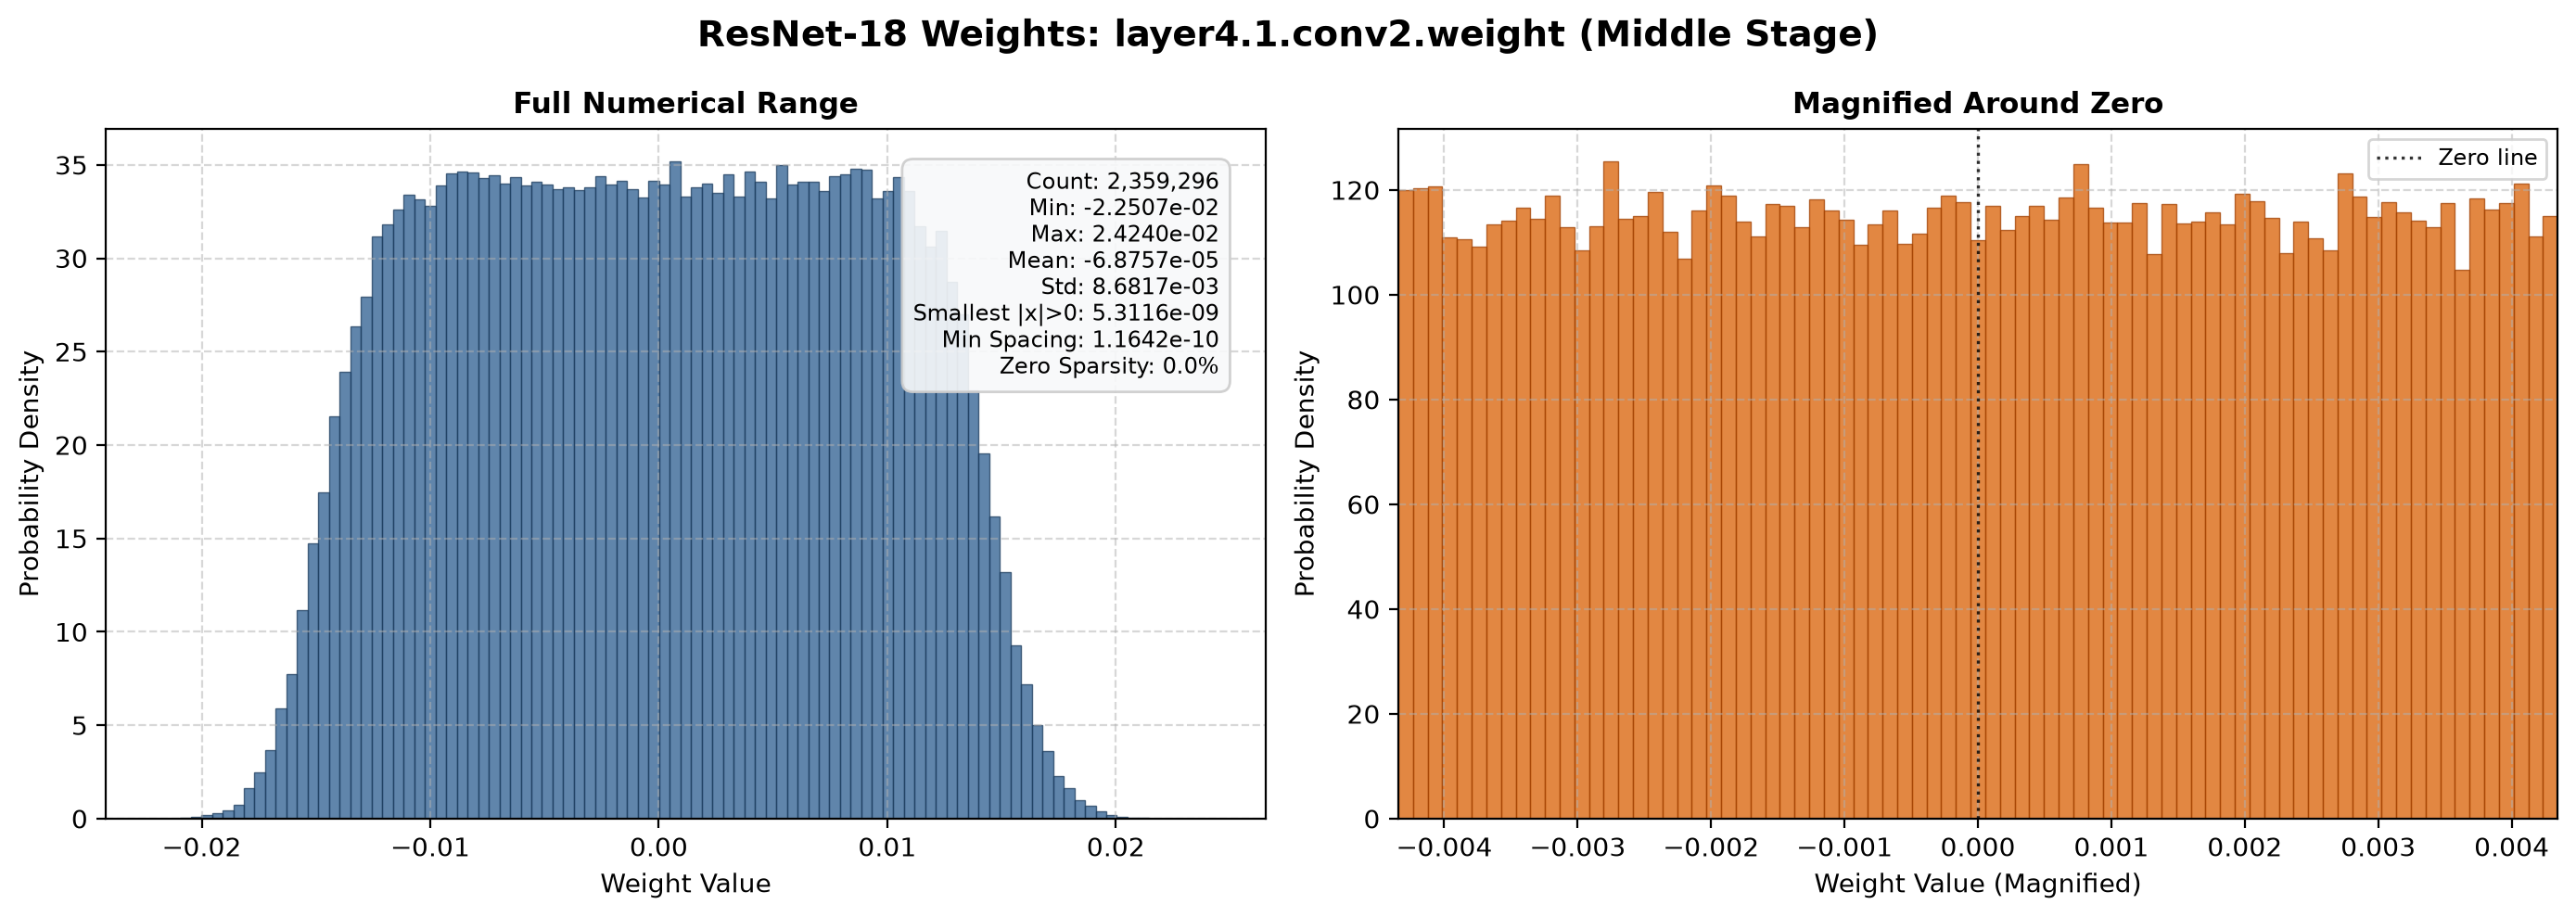 ResNet-18 Weights: layer4.1.conv2.weight (Middle Stage)
Full Numerical Range
Probability Density
35
30
25
20
15
10
5
0
Count: 2,359,296
Min: -2.2507e-02
Max: 2.4240e-02
Mean: -6.8757e-05
Std: 8.6817e-03
Smallest |x|>0: 5.3116e-09
Min Spacing: 1.1642e-10
Zero Sparsity: 0.0%
−0.02 −0.01 0.00 0.01 0.02
Weight Value
Magnified Around Zero
Probability Density
120
100
80
60
40
20
0
Zero line
−0.004 −0.003 −0.002 −0.001 0.000 0.001 0.002 0.003 0.004
Weight Value (Magnified)